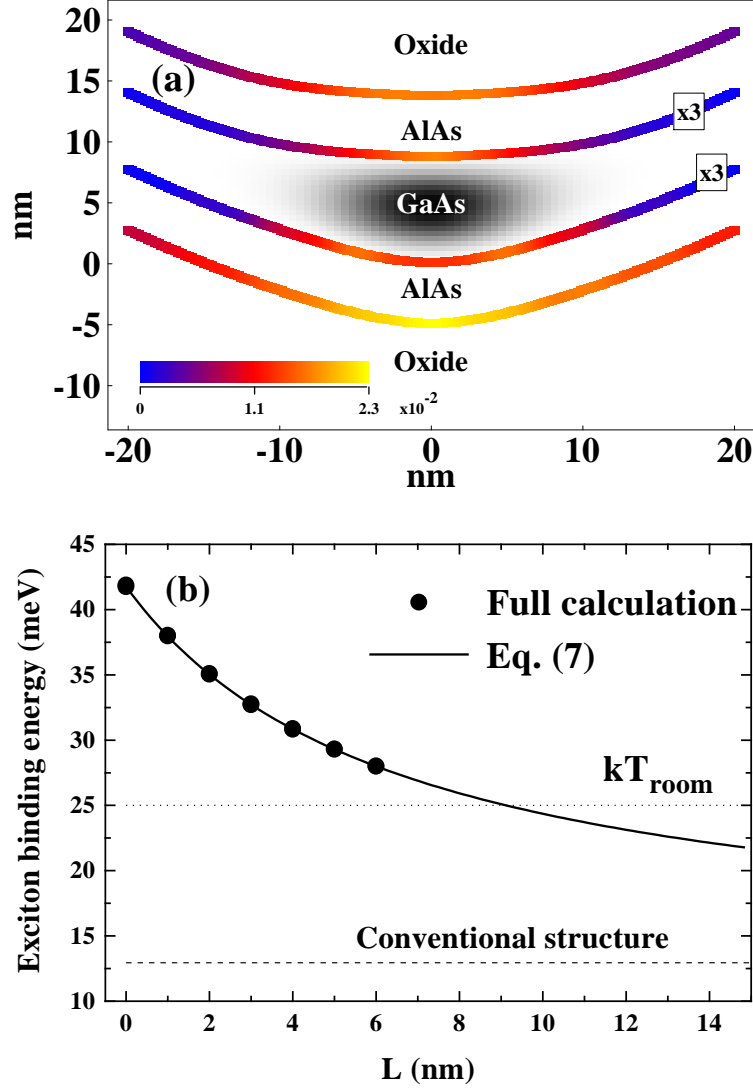 20
Oxide
(a)
15
x3
AlAs
10
x3
5
GaAs
nm
0
AlAs
-5
Oxide
-10
0 1.1 2.3 x10^-2
-20 -10 0 10 20
nm
45
(b)
Full calculation
40
Eq. (7)
35
30
kT_room
25
20
Conventional structure
15
10
Exciton binding energy (meV)
0 2 4 6 8 10 12 14
L (nm)